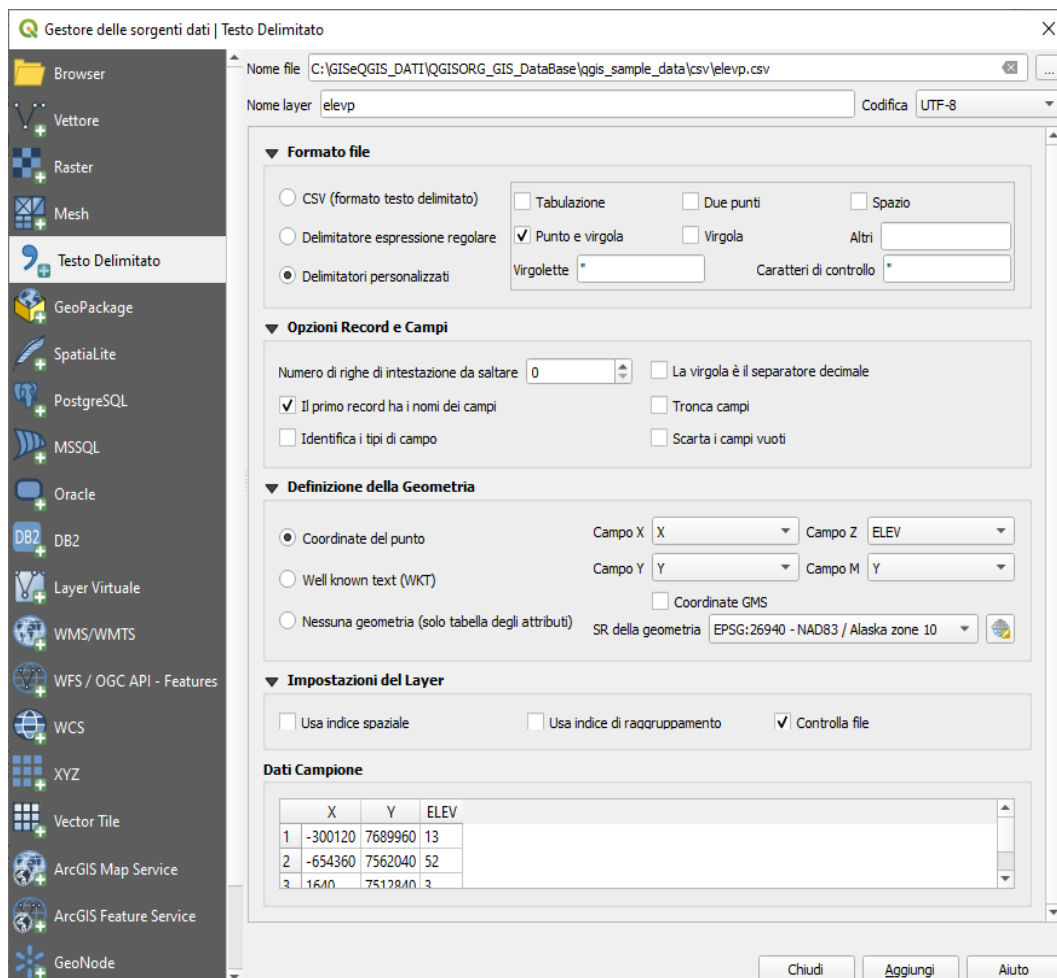 Gestore delle sorgenti dati | Testo Delimitato
Browser
Vettore
Raster
Mesh
Testo Delimitato
GeoPackage
SpatiaLite
PostgreSQL
MSSQL
Oracle
DB2
DB2
Layer Virtuale
WMS/WMTS
WFS / OGC API - Features
WCS
XYZ
Vector Tile
ArcGIS Map Service
ArcGIS Feature Service
GeoNode
Nome file C:\GISeQGIS_DATI\QGISORG_GIS_DataBase\qgis_sample_data\csv\elevp.csv ...
Nome layer elevp Codifica UTF-8
Formato file
CSV (formato testo delimitato) Tabulazione Due punti Spazio
Delimitatore espressione regolare Punto e virgola Virgola Altri
Delimitatori personalizzati Virgolette " Caratteri di controllo "
Opzioni Record e Campi
Numero di righe di intestazione da saltare 0 La virgola è il separatore decimale
Il primo record ha i nomi dei campi Tronca campi
Identifica i tipi di campo Scarta i campi vuoti
Definizione della Geometria
Coordinate del punto Campo X X Campo Z ELEV
Well known text (WKT) Campo Y Y Campo M Y
Coordinate GMS
Nessuna geometria (solo tabella degli attributi) SR della geometria EPSG:26940 - NAD83 / Alaska zone 10
Impostazioni del Layer
Usa indice spaziale Usa indice di raggruppamento Controlla file
Dati Campione
X Y ELEV
1 -300120 7689960 13
2 -654360 7562040 52
3 1640 7512840 3
Chiudi Aggiungi Aiuto